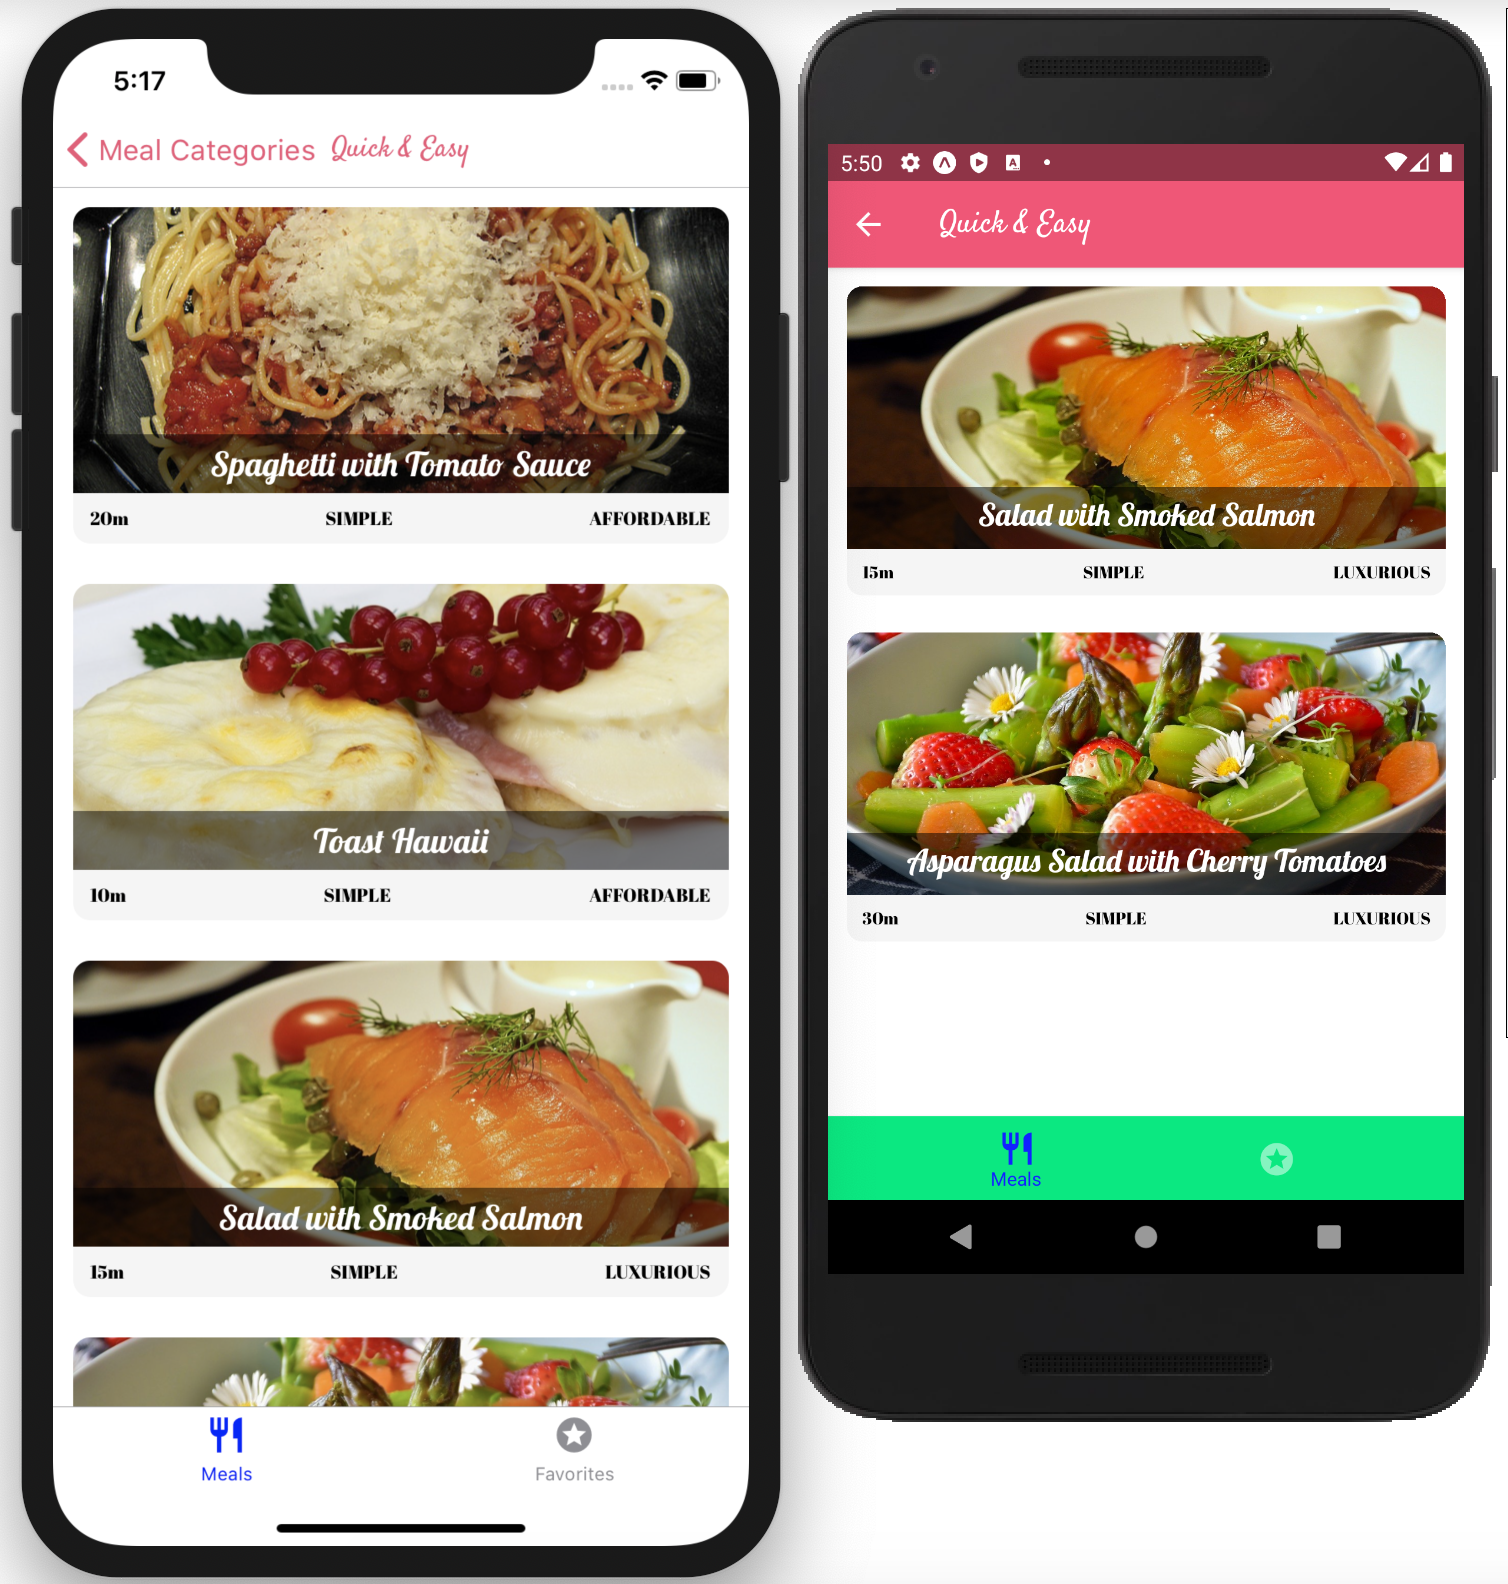 5:17
Meal Categories Quick & Easy
Spaghetti with Tomato Sauce
20m SIMPLE AFFORDABLE
Toast Hawaii
10m SIMPLE AFFORDABLE
Salad with Smoked Salmon
15m SIMPLE LUXURIOUS
Meals Favorites
5:50 A
Quick & Easy
Salad with Smoked Salmon
15m SIMPLE LUXURIOUS
Asparagus Salad with Cherry Tomatoes
30m SIMPLE LUXURIOUS
Meals